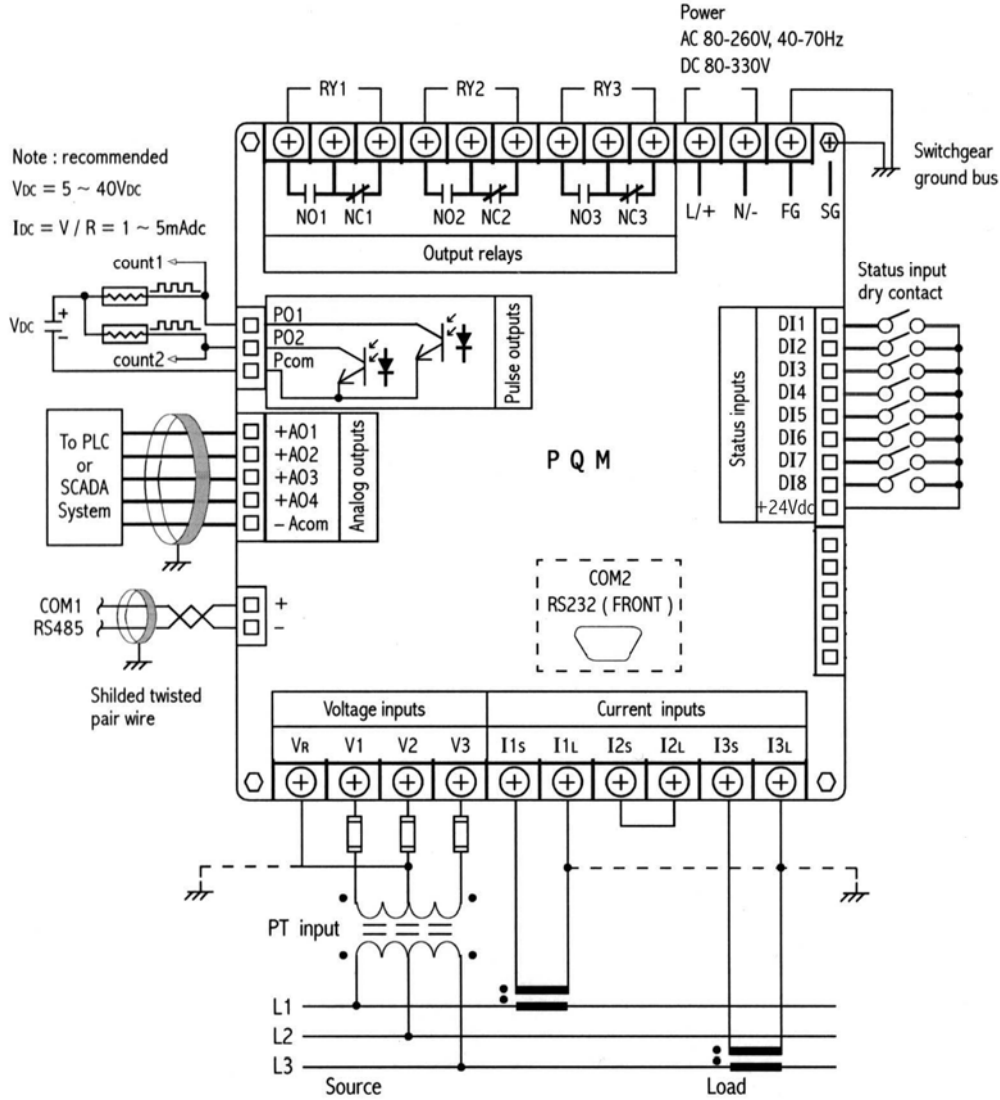 Power
AC 80-260V, 40-70Hz
DC 80-330V
RY1
RY2
RY3
Note : recommended
VDC = 5 ~ 40VDC
IDC = V / R = 1 ~ 5mAdc
Switchgear
ground bus
NO1 NC1 NO2 NC2 NO3 NC3 L/+ N/- FG SG
Output relays
count1
VDC
+
-
count2
PO1
PO2
Pcom
Pulse outputs
Status input
dry contact
DI1
DI2
DI3
DI4
DI5
DI6
DI7
DI8
+24Vdc
Status inputs
To PLC
or
SCADA
System
+AO1
+AO2
+AO3
+AO4
- Acom
Analog outputs
P Q M
COM2
RS232 ( FRONT )
COM1
RS485
+
-
Shilded twisted
pair wire
Voltage inputs Current inputs
VR V1 V2 V3 I1S I1L I2S I2L I3S I3L
PT input
L1
L2
L3
Source Load